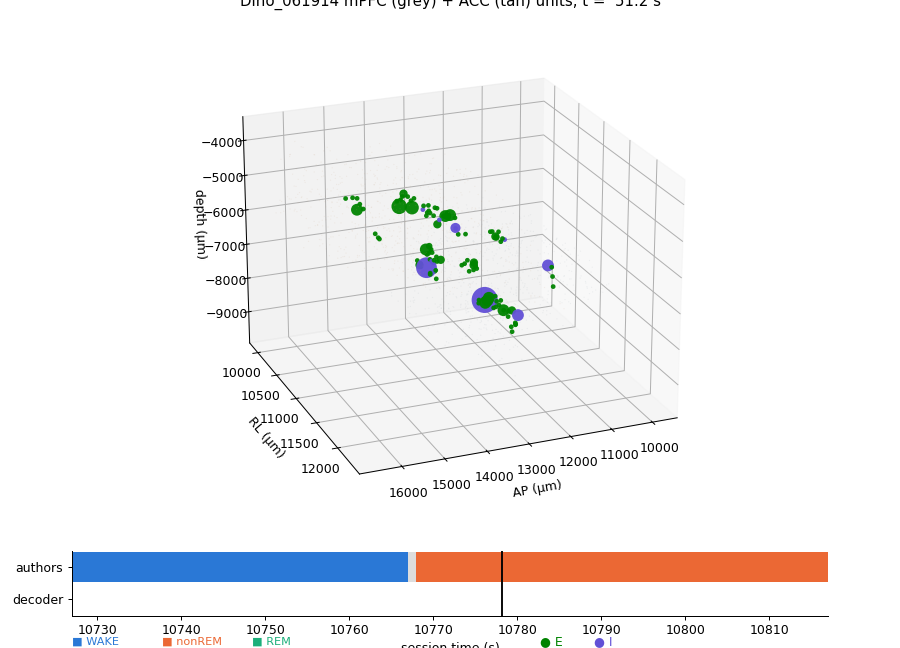 Dino_061914 mPFC (grey) + ACC (tan) units, t = 51.2 s
−4000
−5000
−6000
−7000
−8000
−9000
depth (μm)
10000
10500
11000
11500
12000
RL (μm)
16000
15000
14000
13000
12000
11000
10000
AP (μm)
authors
decoder
10730
10740
10750
10760
10770
10780
10790
10800
10810
session time (s)
WAKE
nonREM
REM
E
I